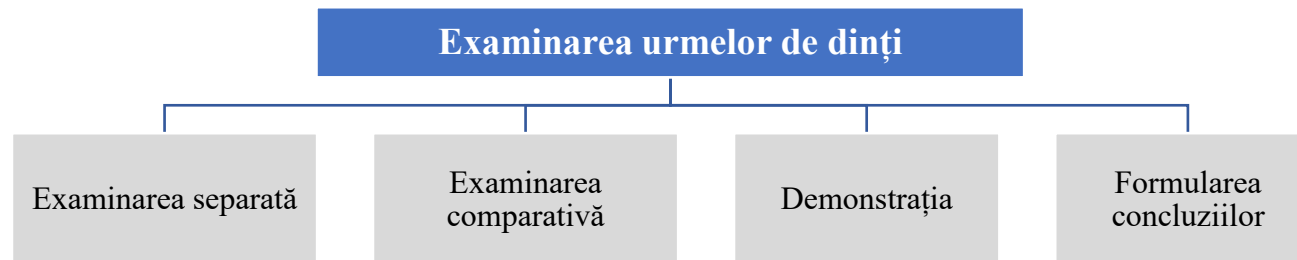 Examinarea urmelor de dinți
Examinarea separată
Examinarea
comparativă
Demonstrația
Formularea
concluziilor